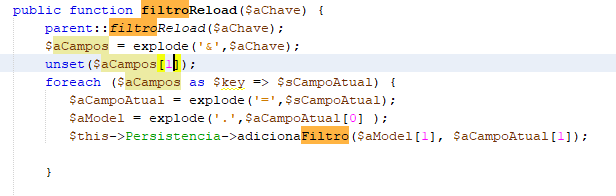 public function filtroReload($aChave) {
parent::filtroReload($aChave);
$aCampos = explode('&',$aChave);
unset($aCampos[1]);
foreach ($aCampos as $key => $sCampoAtual) {
$aCampoAtual = explode('=',$sCampoAtual);
$aModel = explode('.',$aCampoAtual[0] );
$this->Persistencia->adicionaFiltro($aModel[1], $aCampoAtual[1]);
}